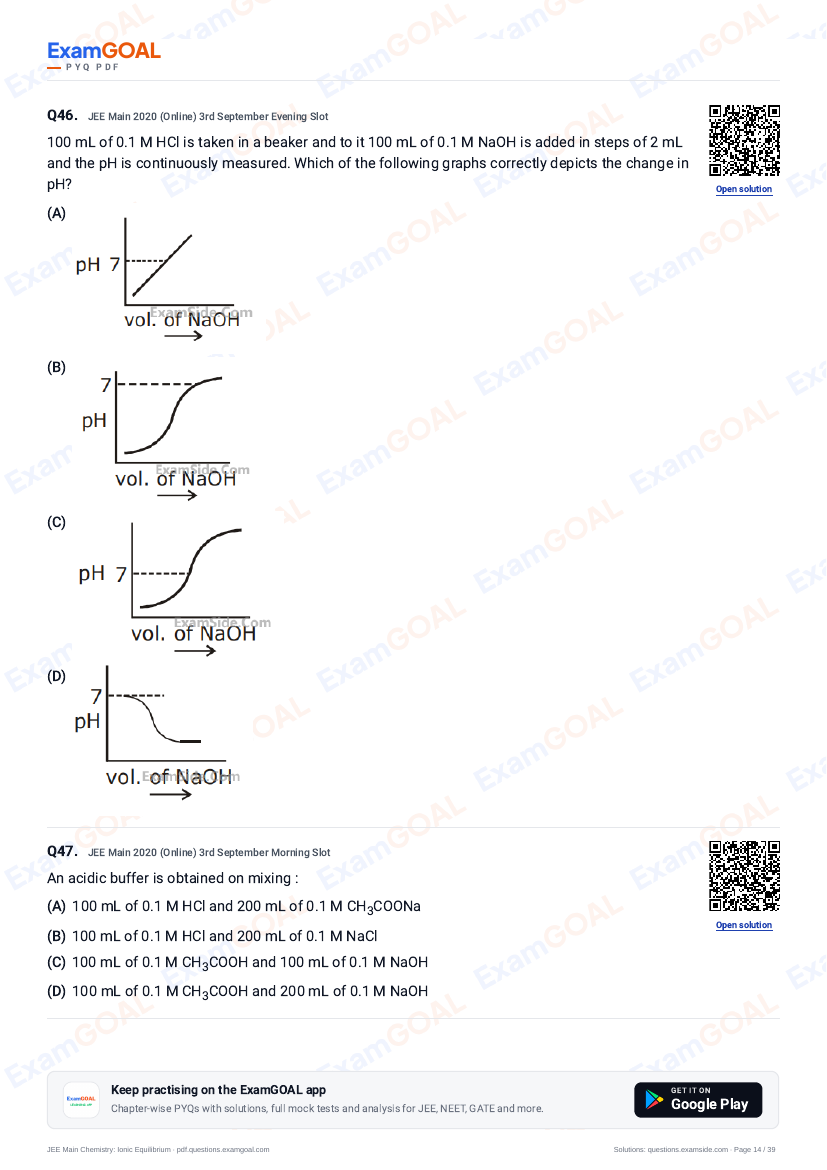 ExamGOAL
PYQ PDF
Q46. JEE Main 2020 (Online) 3rd September Evening Slot
100 mL of 0.1 M HCl is taken in a beaker and to it 100 mL of 0.1 M NaOH is added in steps of 2 mL
and the pH is continuously measured. Which of the following graphs correctly depicts the change in
pH?
Open solution
(A)
pH 7
ExamSide.Com
vol. of NaOH
(B)
7
pH
ExamSide.Com
vol. of NaOH
(C)
pH 7
ExamSide.Com
vol. of NaOH
(D)
7
pH
ExamSide.Com
vol. of NaOH
Q47. JEE Main 2020 (Online) 3rd September Morning Slot
An acidic buffer is obtained on mixing :
(A) 100 mL of 0.1 M HCl and 200 mL of 0.1 M CH₃COONa
(B) 100 mL of 0.1 M HCl and 200 mL of 0.1 M NaCl
(C) 100 mL of 0.1 M CH₃COOH and 100 mL of 0.1 M NaOH
(D) 100 mL of 0.1 M CH₃COOH and 200 mL of 0.1 M NaOH
Open solution
ExamGOAL
Keep practising on the ExamGOAL app
Chapter-wise PYQs with solutions, full mock tests and analysis for JEE, NEET, GATE and more.
GET IT ON
Google Play
JEE Main Chemistry: Ionic Equilibrium · pdf.questions.examgoal.com
Solutions: questions.examside.com · Page 14 / 39